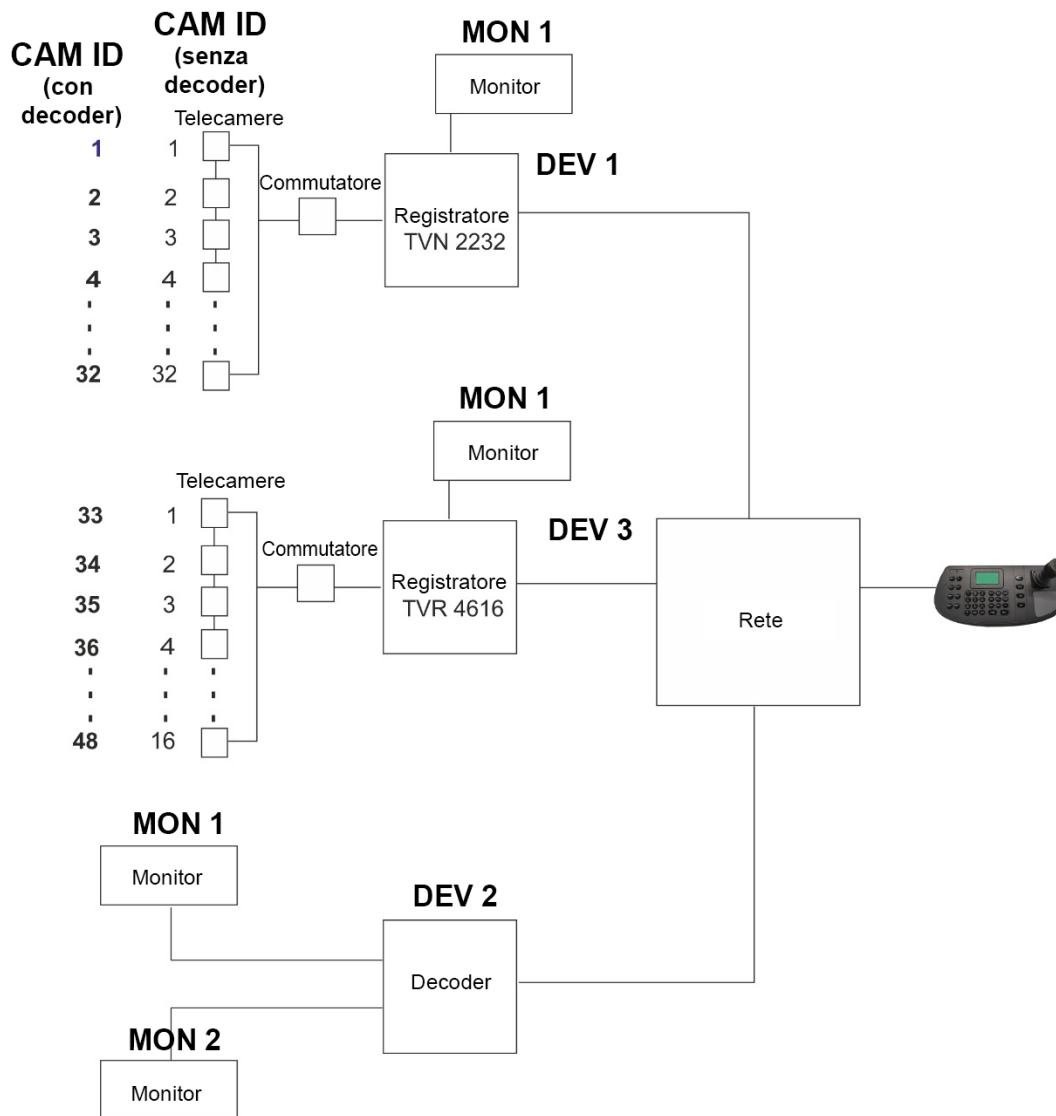 CAM ID
(con
decoder)
CAM ID
(senza
decoder)
MON 1
Monitor
Telecamere
1 1
2 2
3 3
4 4
32 32
Commutatore
DEV 1
Registratore
TVN 2232
MON 1
Monitor
Telecamere
33 1
34 2
35 3
36 4
48 16
Commutatore
DEV 3
Registratore
TVR 4616
Rete
MON 1
Monitor
DEV 2
Decoder
MON 2
Monitor